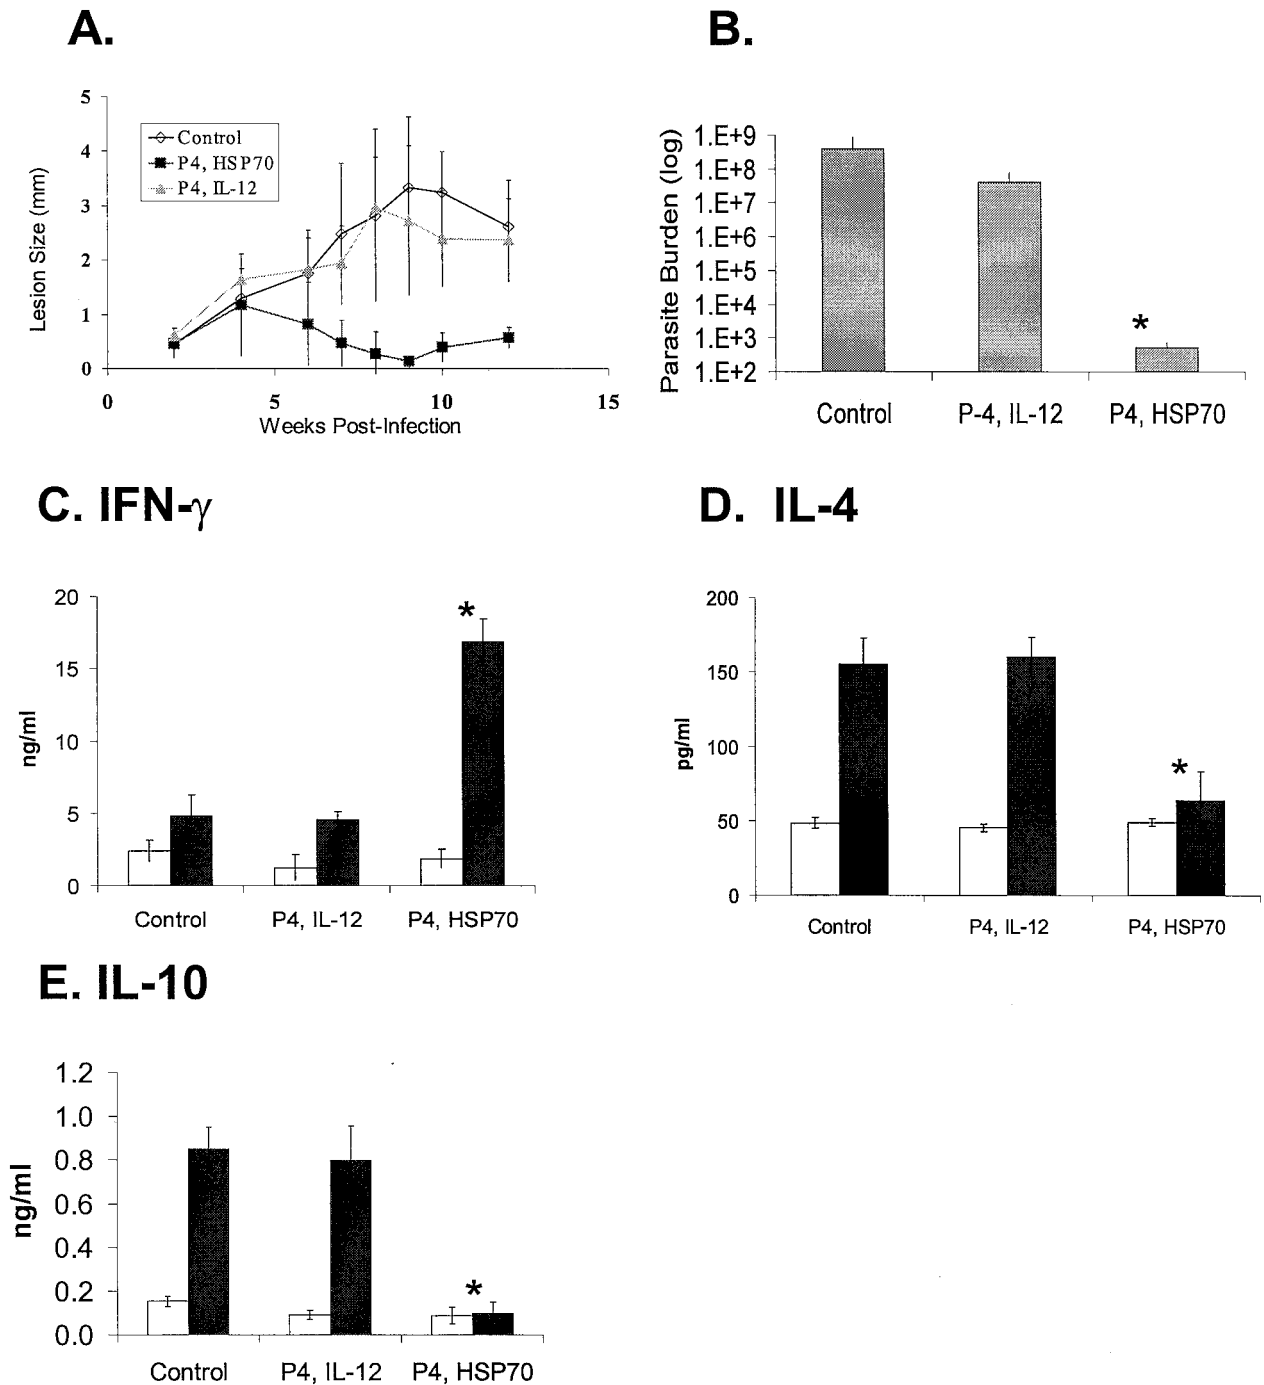 A.
5
4
3
2
1
0
Lesion Size (mm)
Control
P4, HSP70
P4, IL-12
0 5 10 15
Weeks Post-Infection
B.
Parasite Burden (log)
1.E+9
1.E+8
1.E+7
1.E+6
1.E+5
1.E+4
1.E+3
1.E+2
*
Control P-4, IL-12 P4, HSP70
C. IFN-γ
20
15
10
5
0
ng/ml
*
Control P4, IL-12 P4, HSP70
D. IL-4
200
150
100
50
0
pg/ml
*
Control P4, IL-12 P4, HSP70
E. IL-10
1.2
1.0
0.8
0.6
0.4
0.2
0.0
ng/ml
*
Control P4, IL-12 P4, HSP70